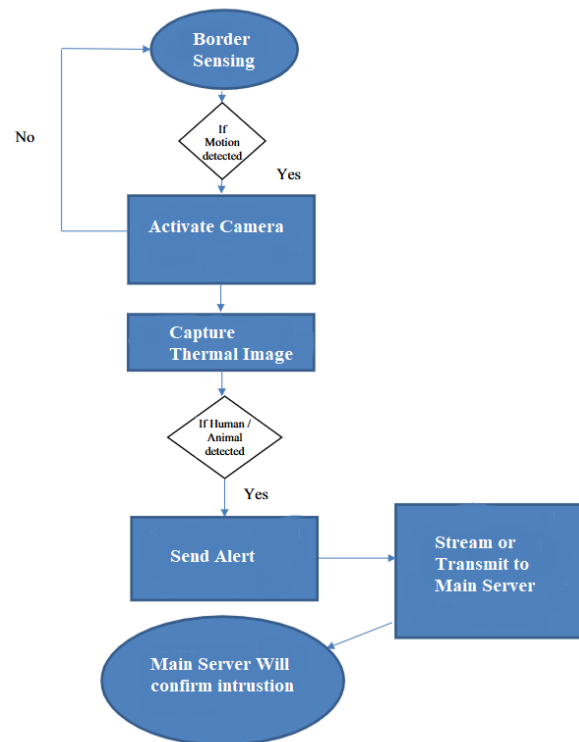 Border
Sensing
If
Motion
detected
No
Yes
Activate Camera
Capture
Thermal Image
If Human /
Animal
detected
Yes
Send Alert
Stream or
Transmit to
Main Server
Main Server Will
confirm intrustion